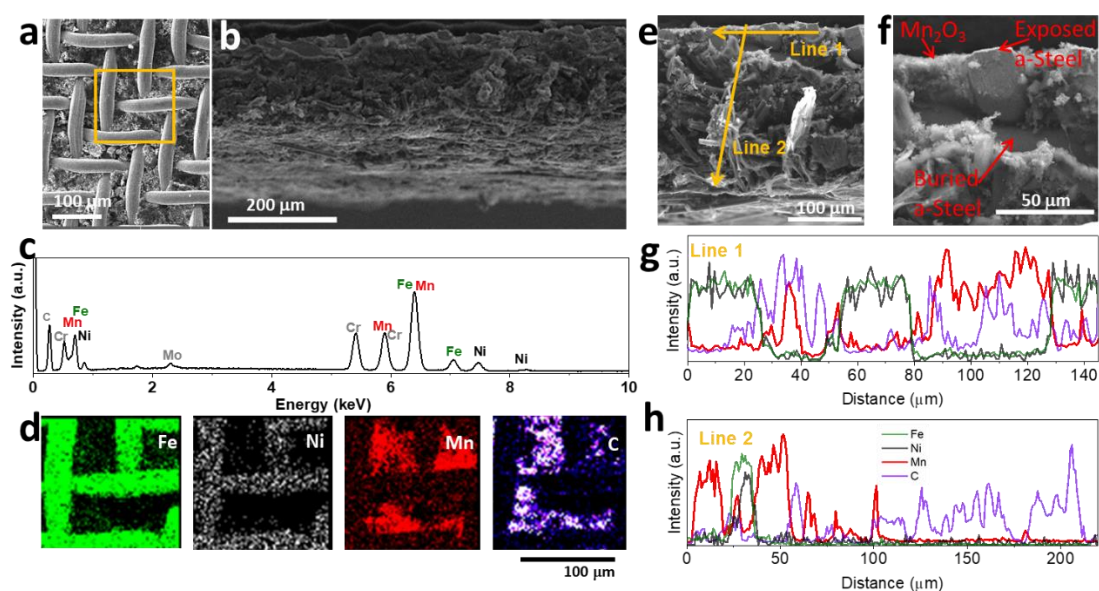 a
100 µm
b
200 µm
c
Intensity (a.u.)
C
Cr
Mn
Fe
Ni
Mo
Cr
Mn
Cr
Fe
Mn
Fe
Ni
Ni
0 2 4 6 8 10
Energy (keV)
d
Fe
Ni
Mn
C
100 µm
e
Line 1
Line 2
100 µm
f
Mn₂O₃
Exposed
a-Steel
Buried
a-Steel
50 µm
g
Line 1
Intensity (a.u.)
0 20 40 60 80 100 120 140
Distance (µm)
h
Line 2
Intensity (a.u.)
Fe
Ni
Mn
C
0 50 100 150 200
Distance (µm)